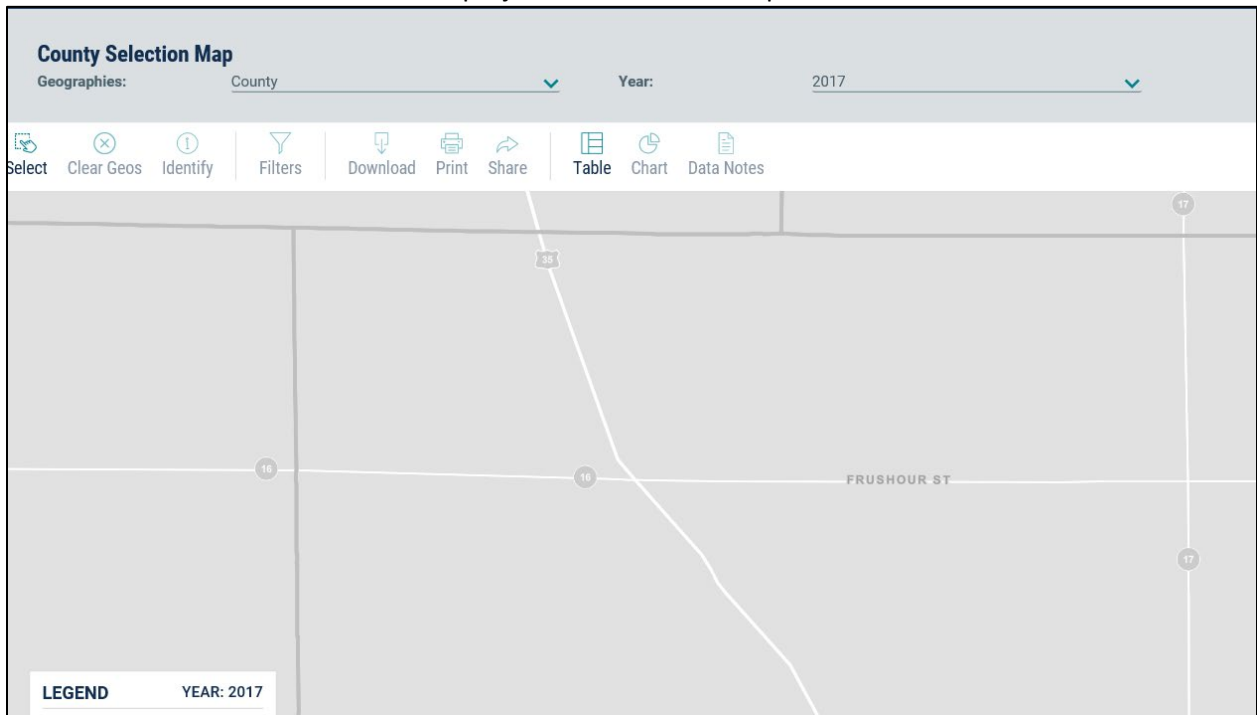 County Selection Map
Geographies: County Year: 2017
Select Clear Geos Identify Filters Download Print Share Table Chart Data Notes
17
35
16 16 FRUSHOUR ST
17
LEGEND YEAR: 2017